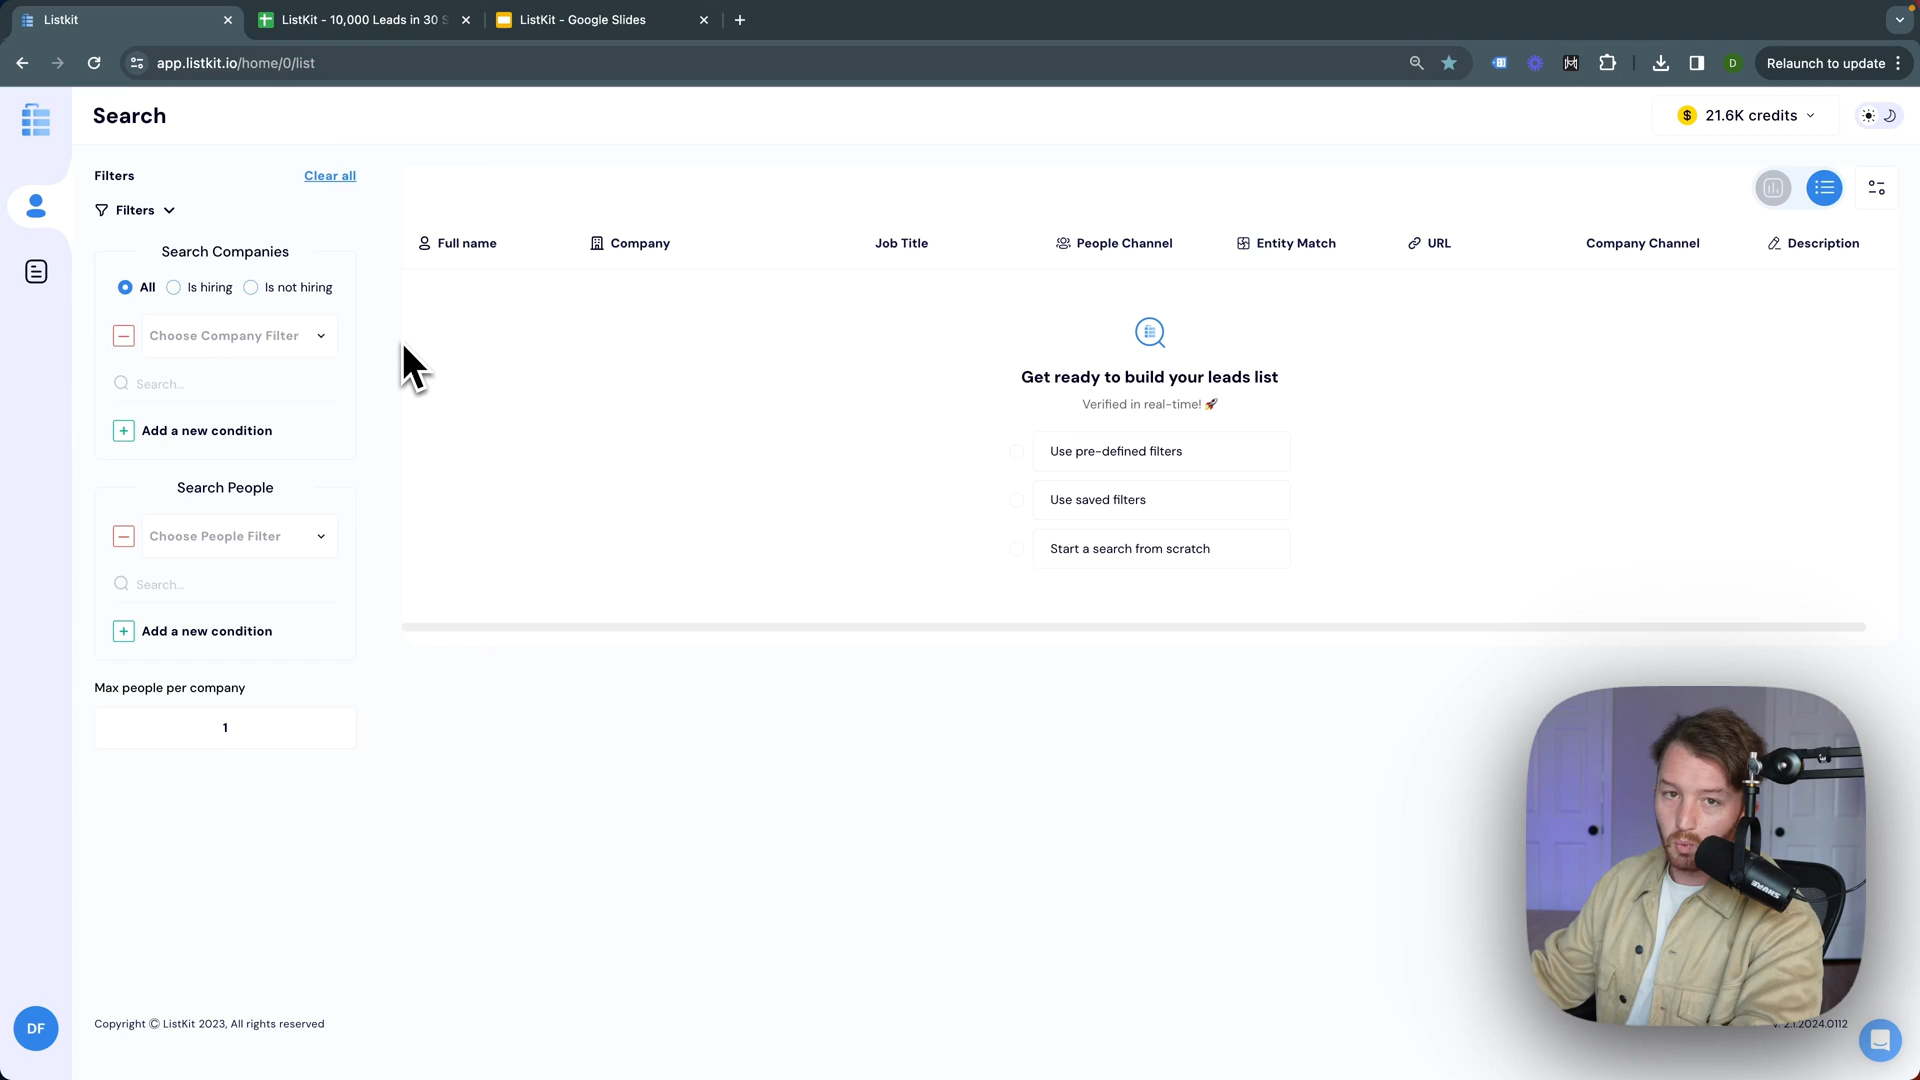 Listkit
ListKit - 10,000 Leads in 30 S
ListKit - Google Slides
app.listkit.io/home/0/list
D
Relaunch to update
Search
$ 21.6K credits
Filters
Clear all
Filters
Search Companies
All
Is hiring
Is not hiring
Choose Company Filter
Search...
Add a new condition
Search People
Choose People Filter
Search...
Add a new condition
Max people per company
1
Full name
Company
Job Title
People Channel
Entity Match
URL
Company Channel
Description
Get ready to build your leads list
Verified in real-time! 🚀
Use pre-defined filters
Use saved filters
Start a search from scratch
SHURE
DF
Copyright © ListKit 2023, All rights reserved
v. 2.1.2024.0112